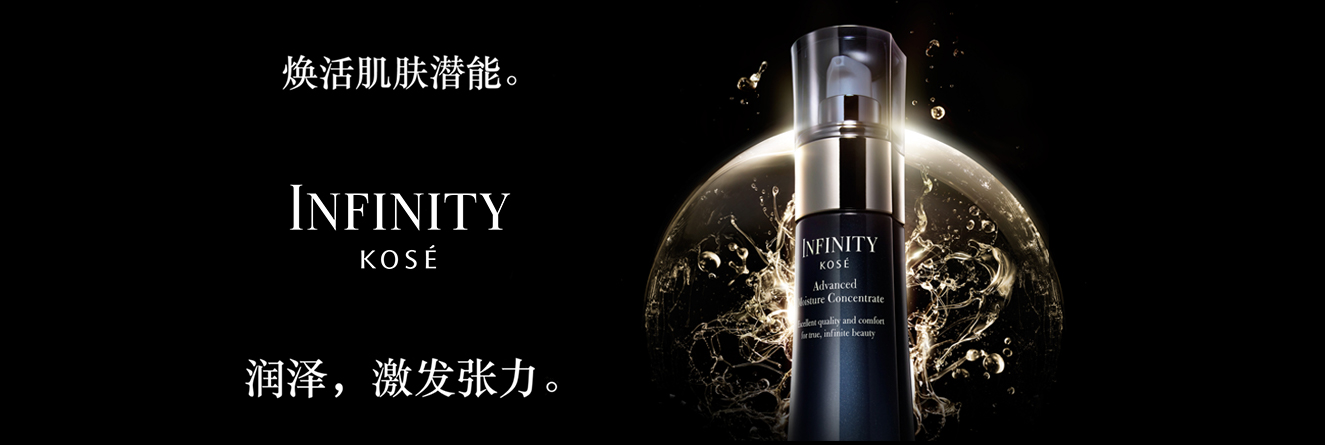 焕活肌肤潜能。
INFINITY
KOSÉ
润泽，激发张力。
INFINITY
KOSÉ
Advanced
Moisture Concentrate
Excellent quality and comfort
for true, infinite beauty